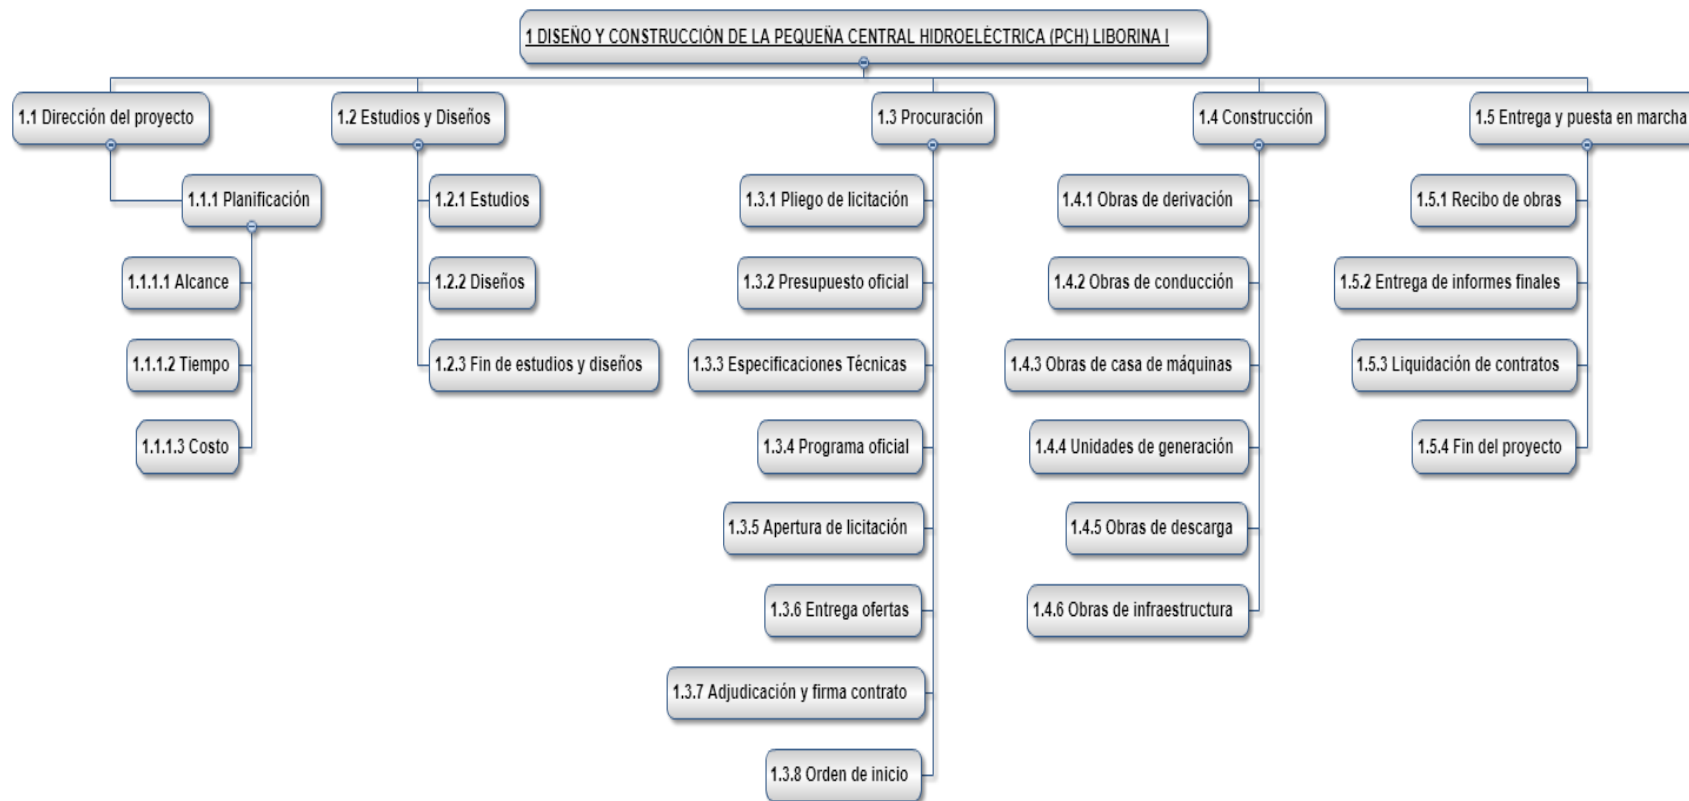 1 DISEÑO Y CONSTRUCCIÓN DE LA PEQUEÑA CENTRAL HIDROELÉCTRICA (PCH) LIBORINA I
1.1 Dirección del proyecto
1.1.1 Planificación
1.1.1.1 Alcance
1.1.1.2 Tiempo
1.1.1.3 Costo
1.2 Estudios y Diseños
1.2.1 Estudios
1.2.2 Diseños
1.2.3 Fin de estudios y diseños
1.3 Procuración
1.3.1 Pliego de licitación
1.3.2 Presupuesto oficial
1.3.3 Especificaciones Técnicas
1.3.4 Programa oficial
1.3.5 Apertura de licitación
1.3.6 Entrega ofertas
1.3.7 Adjudicación y firma contrato
1.3.8 Orden de inicio
1.4 Construcción
1.4.1 Obras de derivación
1.4.2 Obras de conducción
1.4.3 Obras de casa de máquinas
1.4.4 Unidades de generación
1.4.5 Obras de descarga
1.4.6 Obras de infraestructura
1.5 Entrega y puesta en marcha
1.5.1 Recibo de obras
1.5.2 Entrega de informes finales
1.5.3 Liquidación de contratos
1.5.4 Fin del proyecto